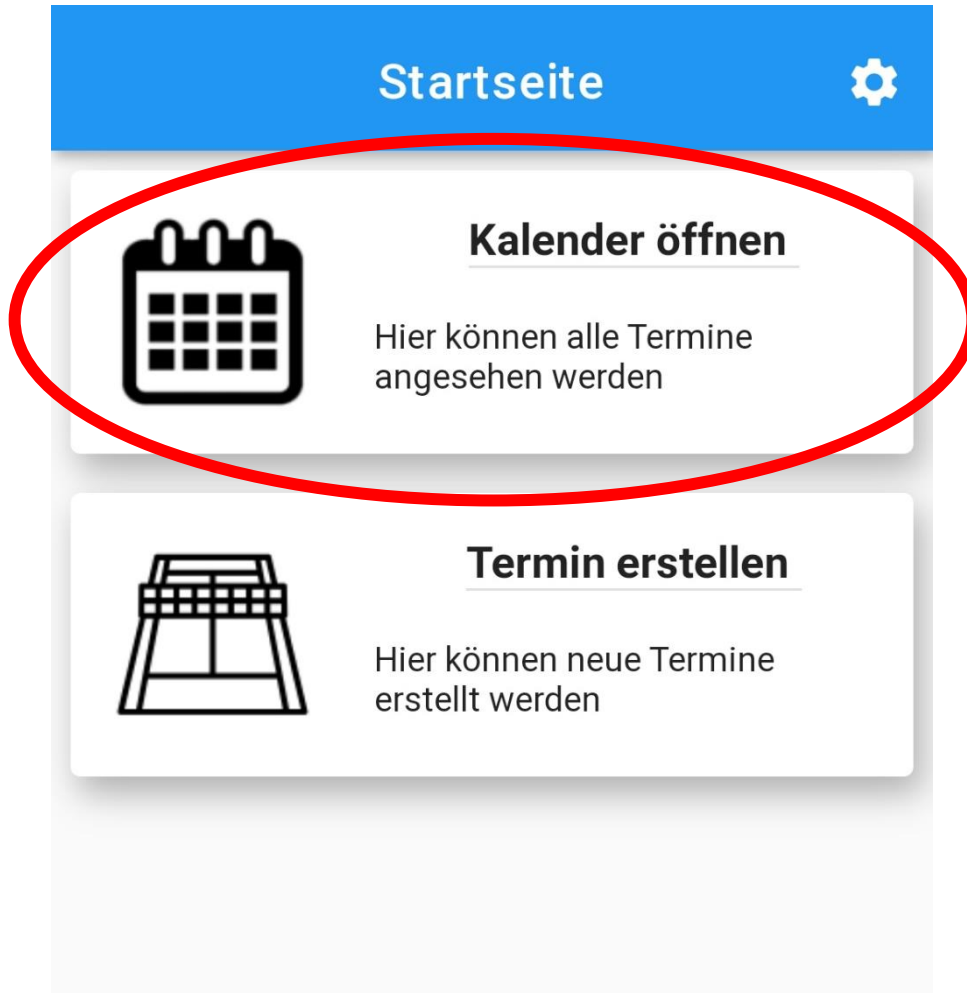 Startseite
Kalender öffnen
Hier können alle Termine
angesehen werden
Termin erstellen
Hier können neue Termine
erstellt werden